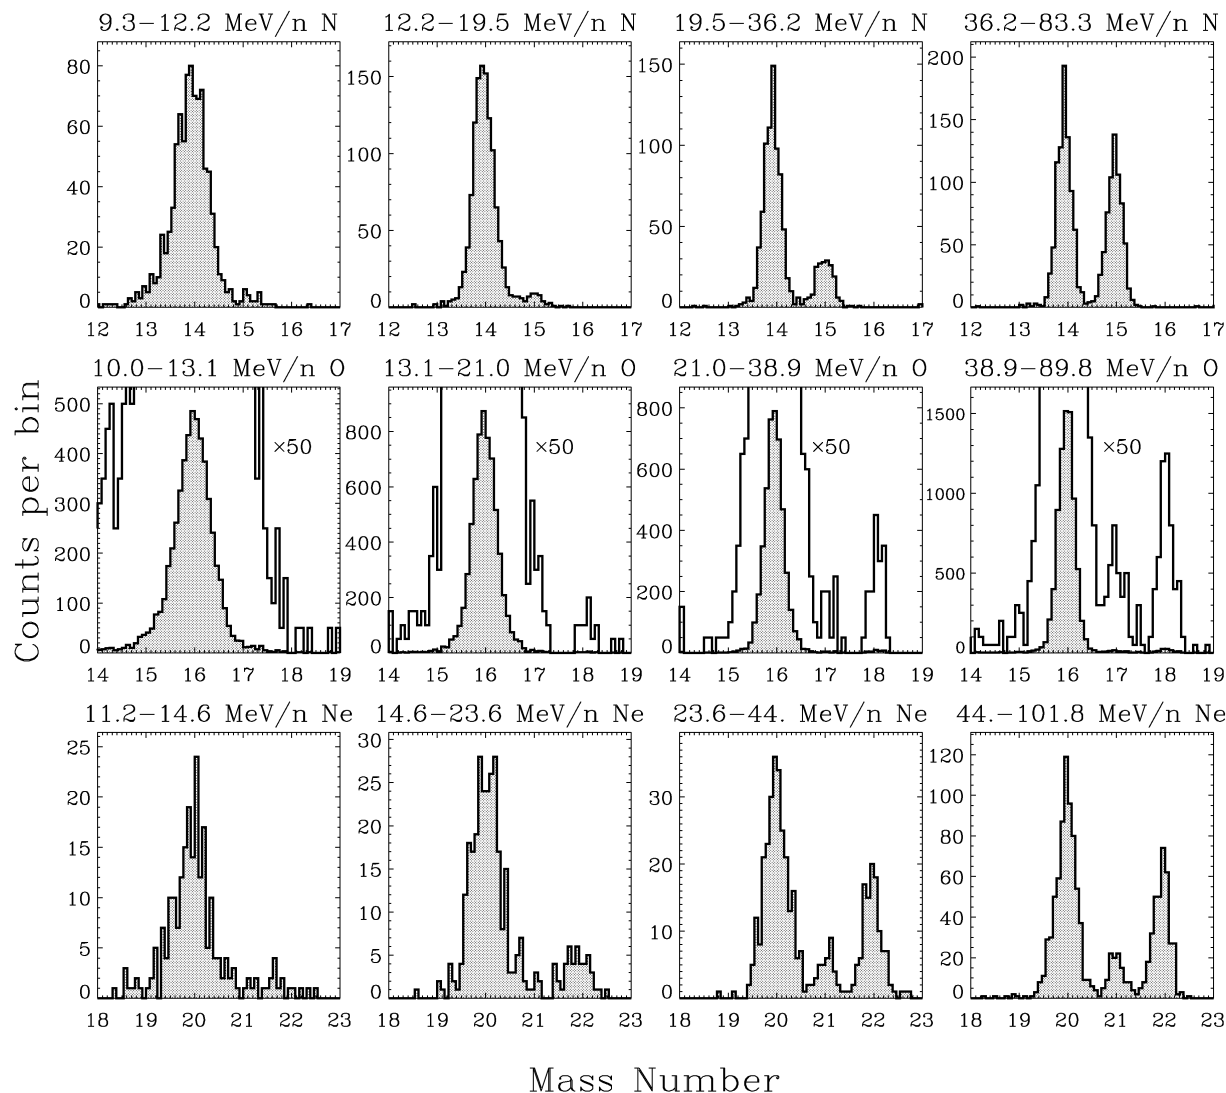 9.3−12.2 MeV/n N 12.2−19.5 MeV/n N 19.5−36.2 MeV/n N 36.2−83.3 MeV/n N
80 60 40 20 0
150 100 50 0
150 100 50 0
200 150 100 50 0
12 13 14 15 16 17 12 13 14 15 16 17 12 13 14 15 16 17 12 13 14 15 16 17
10.0−13.1 MeV/n O 13.1−21.0 MeV/n O 21.0−38.9 MeV/n O 38.9−89.8 MeV/n O
Counts per bin
500 400 300 200 100 0
×50
800 600 400 200 0
×50
800 600 400 200 0
×50
1500 1000 500 0
×50
14 15 16 17 18 19 14 15 16 17 18 19 14 15 16 17 18 19 14 15 16 17 18 19
11.2−14.6 MeV/n Ne 14.6−23.6 MeV/n Ne 23.6−44. MeV/n Ne 44.−101.8 MeV/n Ne
25 20 15 10 5 0
30 25 20 15 10 5 0
30 20 10 0
120 100 80 60 40 20 0
18 19 20 21 22 23 18 19 20 21 22 23 18 19 20 21 22 23 18 19 20 21 22 23
Mass Number